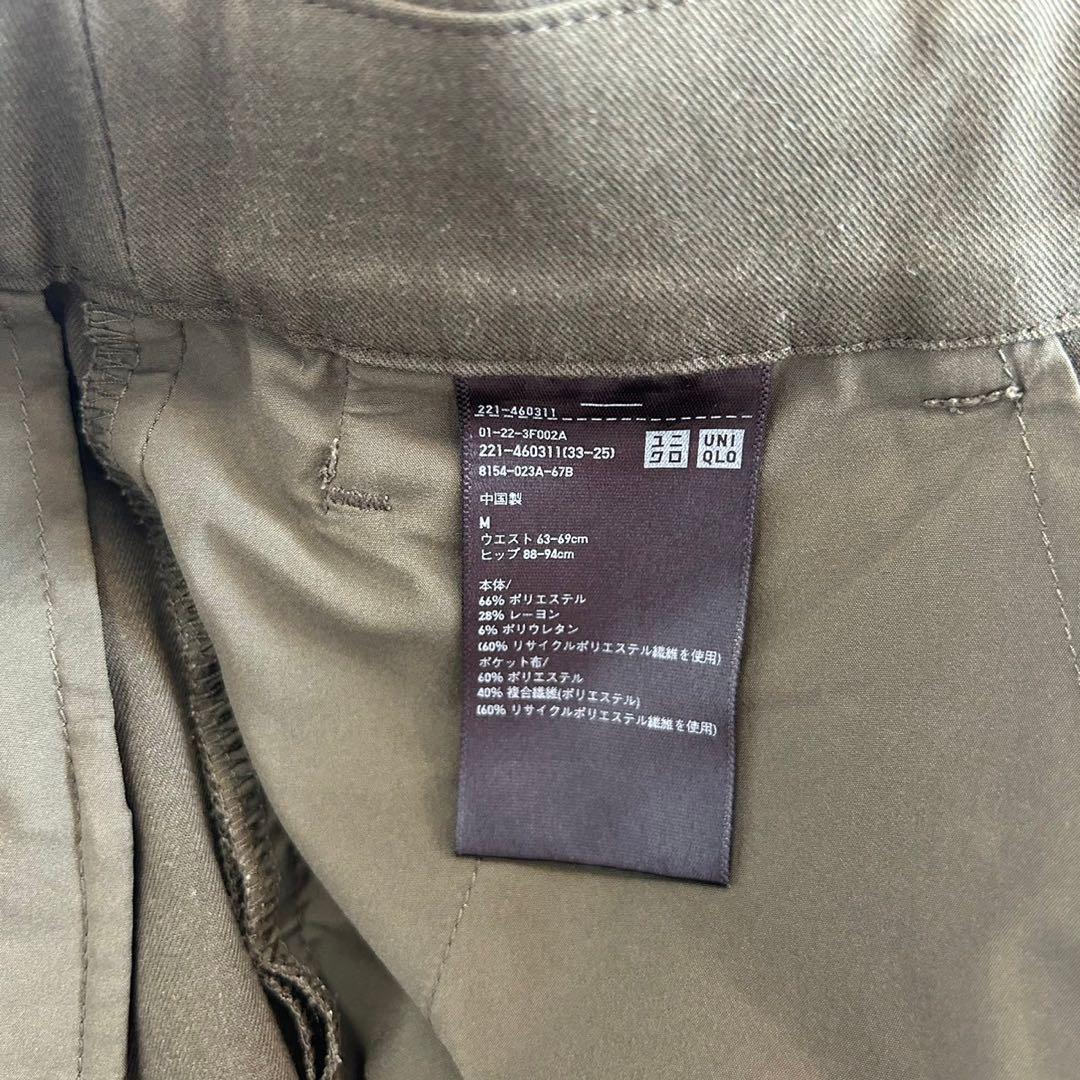 221-460311
01-22-3F002A
221-460311(33-25)
8154-023A-67B
ユニクロ
UNIQLO
中国製
M
ウエスト 63-69cm
ヒップ 88-94cm
本体/
66% ポリエステル
28% レーヨン
6% ポリウレタン
(60% リサイクルポリエステル繊維を使用)
ポケット布/
60% ポリエステル
40% 複合繊維(ポリエステル)
(60% リサイクルポリエステル繊維を使用)